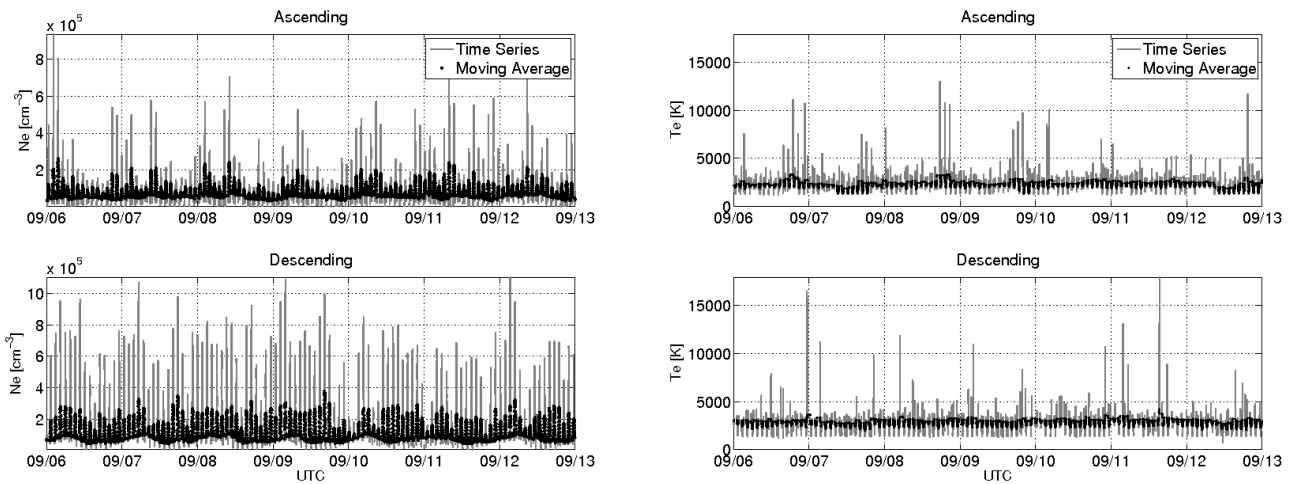 Ascending
x 10⁵
Time Series
Moving Average
8
6
4
2
Ne [cm⁻³]
09/06 09/07 09/08 09/09 09/10 09/11 09/12 09/13
Ascending
Time Series
Moving Average
15000
10000
5000
0
Te [K]
09/06 09/07 09/08 09/09 09/10 09/11 09/12 09/13
Descending
x 10⁵
10
8
6
4
2
Ne [cm⁻³]
09/06 09/07 09/08 09/09 09/10 09/11 09/12 09/13
UTC
Descending
15000
10000
5000
0
Te [K]
09/06 09/07 09/08 09/09 09/10 09/11 09/12 09/13
UTC